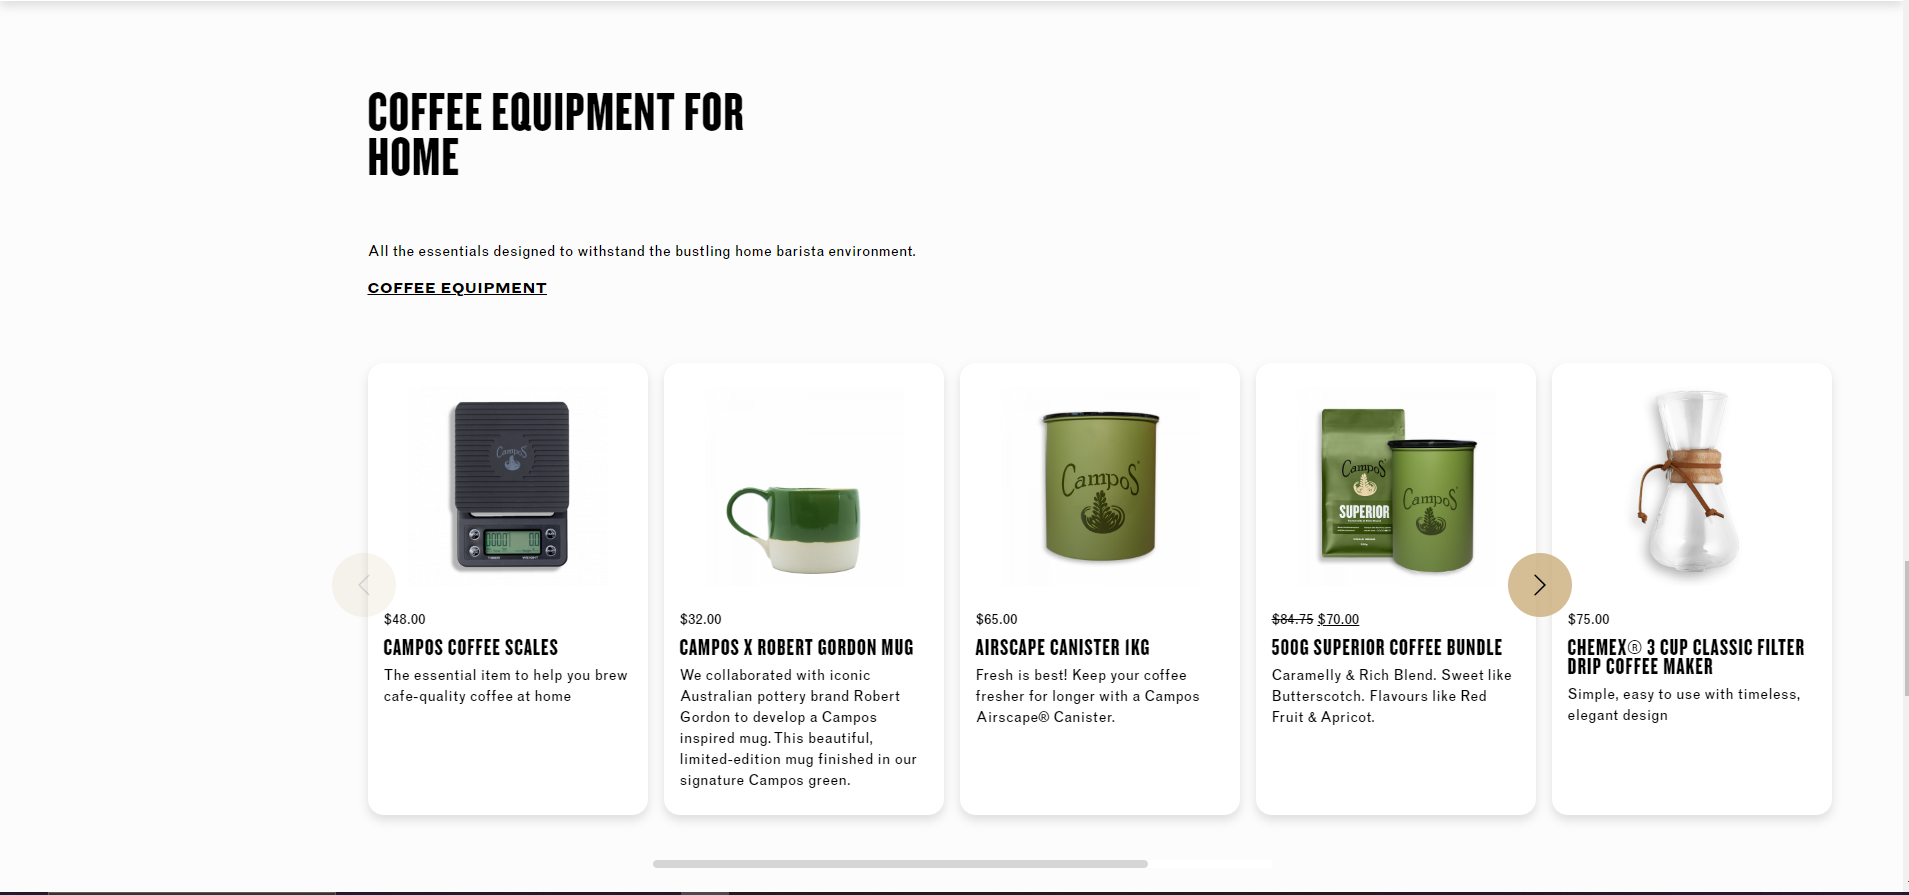 COFFEE EQUIPMENT FOR
HOME
All the essentials designed to withstand the bustling home barista environment.
COFFEE EQUIPMENT
Campos
$48.00
CAMPOS COFFEE SCALES
The essential item to help you brew
cafe-quality coffee at home
$32.00
CAMPOS X ROBERT GORDON MUG
We collaborated with iconic
Australian pottery brand Robert
Gordon to develop a Campos
inspired mug. This beautiful,
limited-edition mug finished in our
signature Campos green.
Campos
$65.00
AIRSCAPE CANISTER 1KG
Fresh is best! Keep your coffee
fresher for longer with a Campos
Airscape® Canister.
Campos
SUPERIOR
Campos
$84.75 $70.00
500G SUPERIOR COFFEE BUNDLE
Caramelly & Rich Blend. Sweet like
Butterscotch. Flavours like Red
Fruit & Apricot.
$75.00
CHEMEX® 3 CUP CLASSIC FILTER
DRIP COFFEE MAKER
Simple, easy to use with timeless,
elegant design